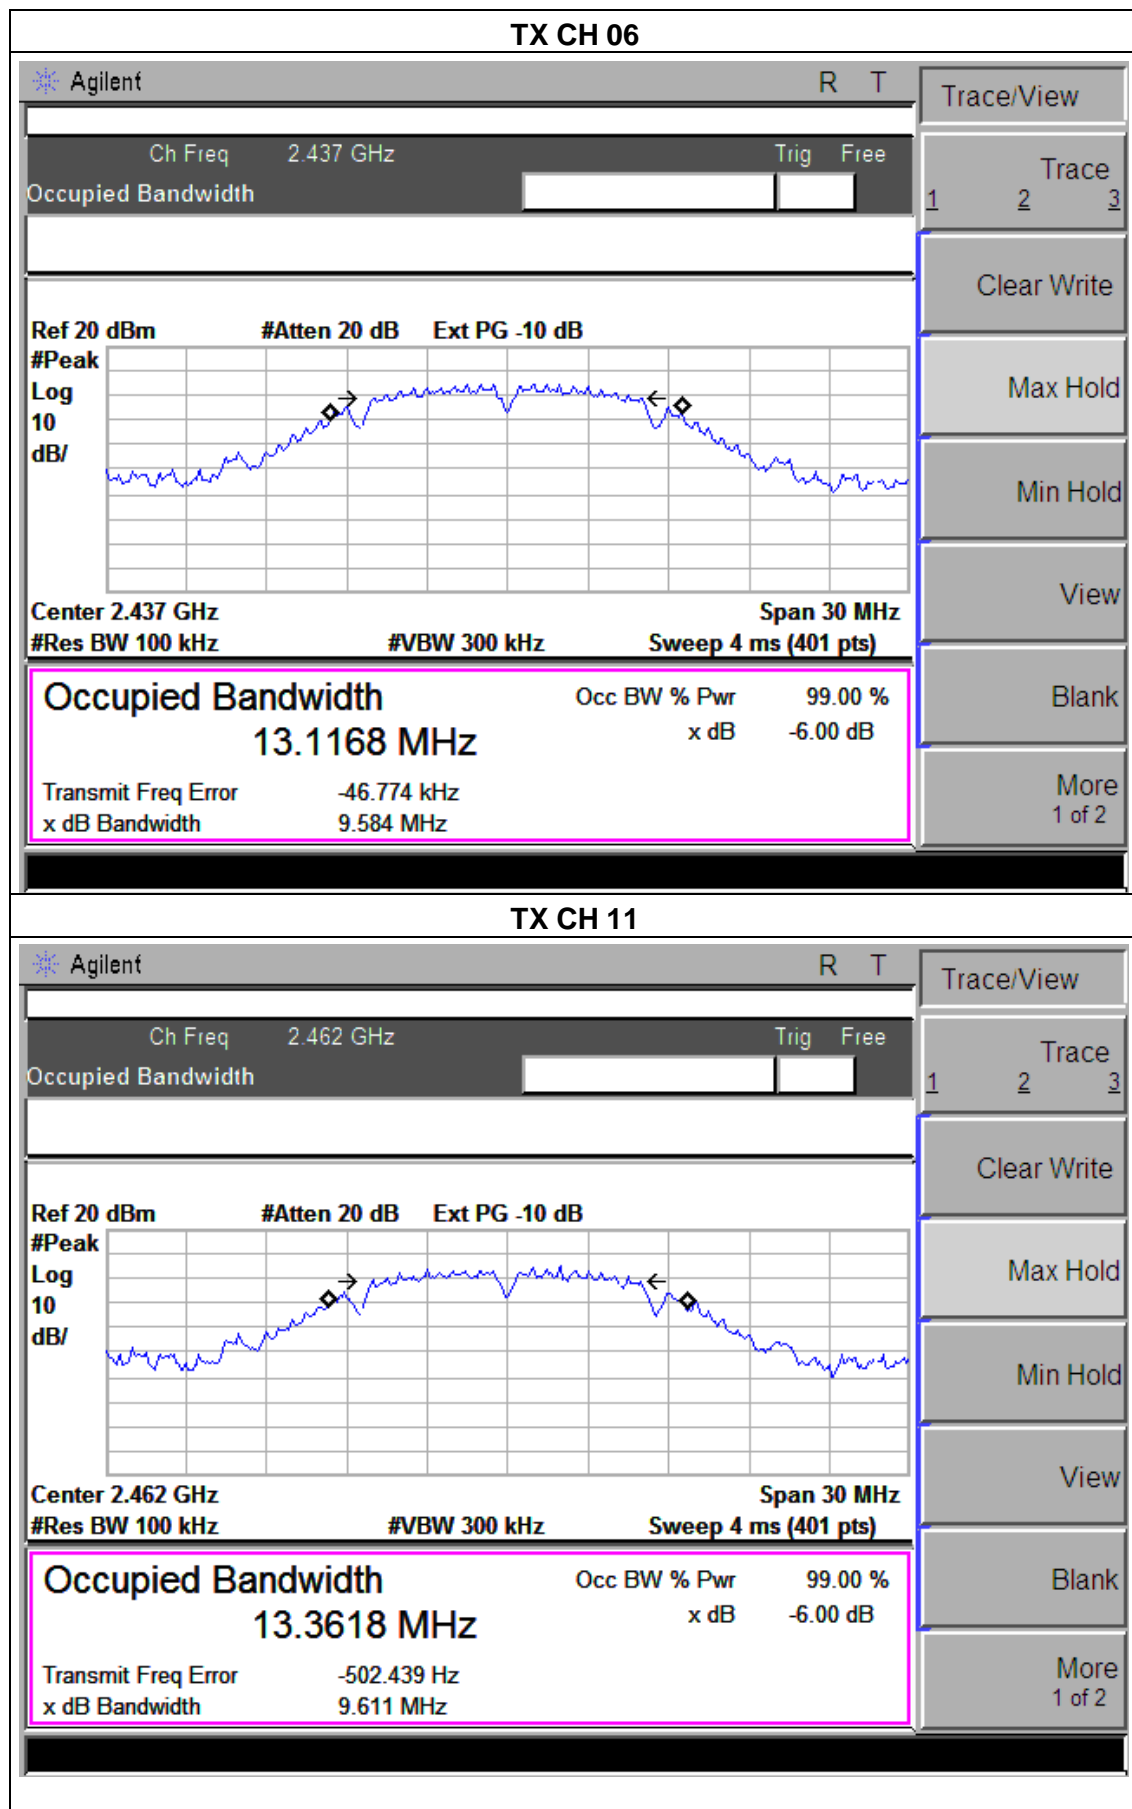 TX CH 06
Agilent R T
Trace/View
Ch Freq 2.437 GHz Trig Free
Occupied Bandwidth
Trace
1 2 3
Clear Write
Ref 20 dBm #Atten 20 dB Ext PG -10 dB
#Peak
Log
10
dB/
Max Hold
Min Hold
View
Center 2.437 GHz Span 30 MHz
#Res BW 100 kHz #VBW 300 kHz Sweep 4 ms (401 pts)
Occupied Bandwidth Occ BW % Pwr 99.00 %
13.1168 MHz x dB -6.00 dB
Blank
Transmit Freq Error -46.774 kHz
x dB Bandwidth 9.584 MHz
More
1 of 2
TX CH 11
Agilent R T
Trace/View
Ch Freq 2.462 GHz Trig Free
Occupied Bandwidth
Trace
1 2 3
Clear Write
Ref 20 dBm #Atten 20 dB Ext PG -10 dB
#Peak
Log
10
dB/
Max Hold
Min Hold
View
Center 2.462 GHz Span 30 MHz
#Res BW 100 kHz #VBW 300 kHz Sweep 4 ms (401 pts)
Occupied Bandwidth Occ BW % Pwr 99.00 %
13.3618 MHz x dB -6.00 dB
Blank
Transmit Freq Error -502.439 Hz
x dB Bandwidth 9.611 MHz
More
1 of 2